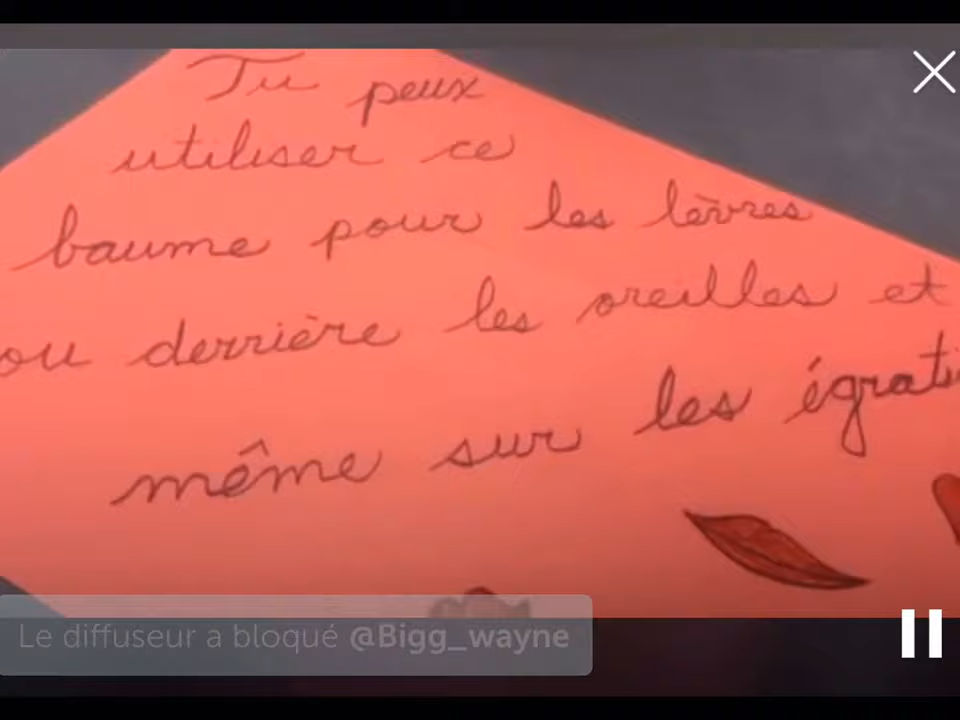 Tu peux
utiliser ce
baume pour les lèvres
ou derrière les oreilles et
même sur les
Le diffuseur a bloqué @Bigg_wayne